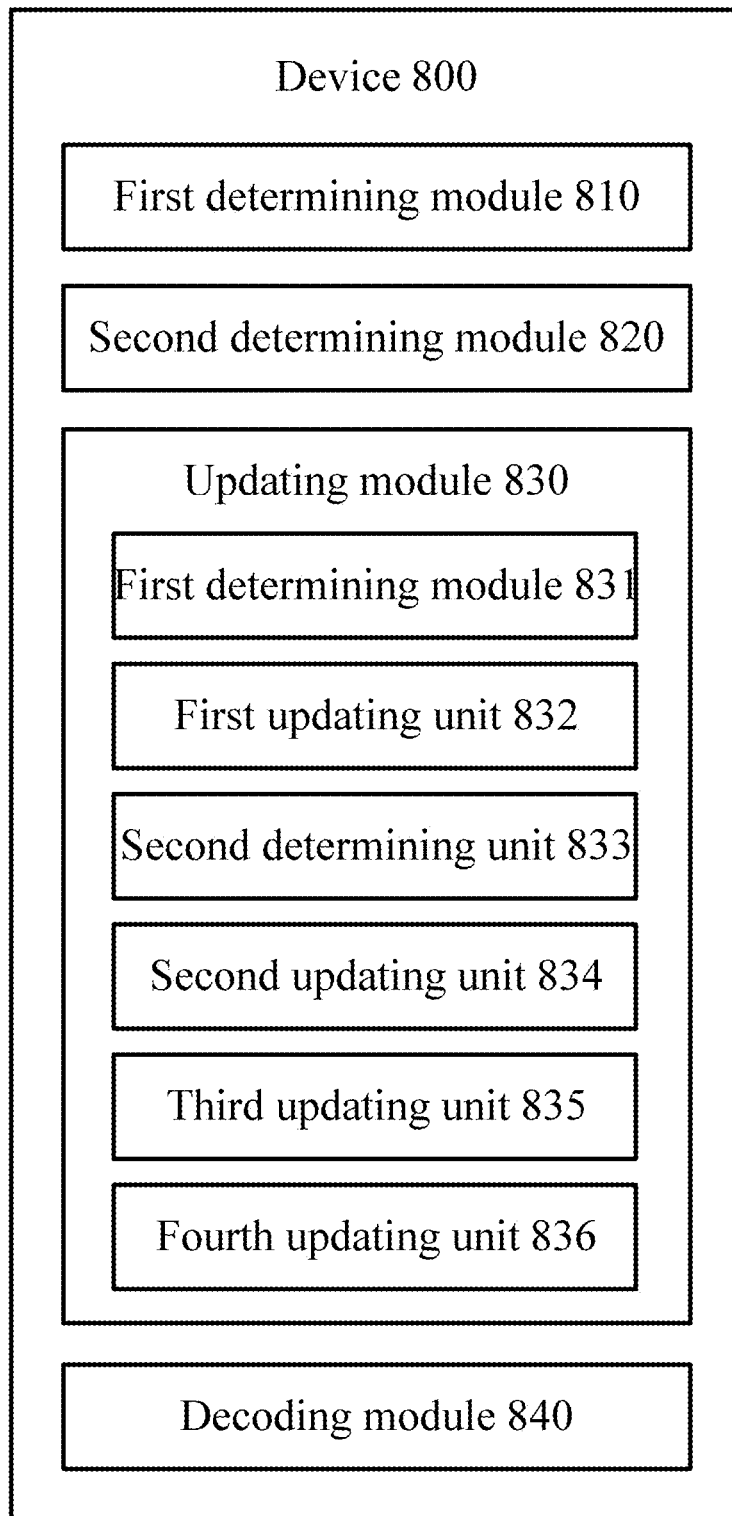 Device 800
First determining module 810
Second determining module 820
Updating module 830
First determining module 831
First updating unit 832
Second determining unit 833
Second updating unit 834
Third updating unit 835
Fourth updating unit 836
Decoding module 840